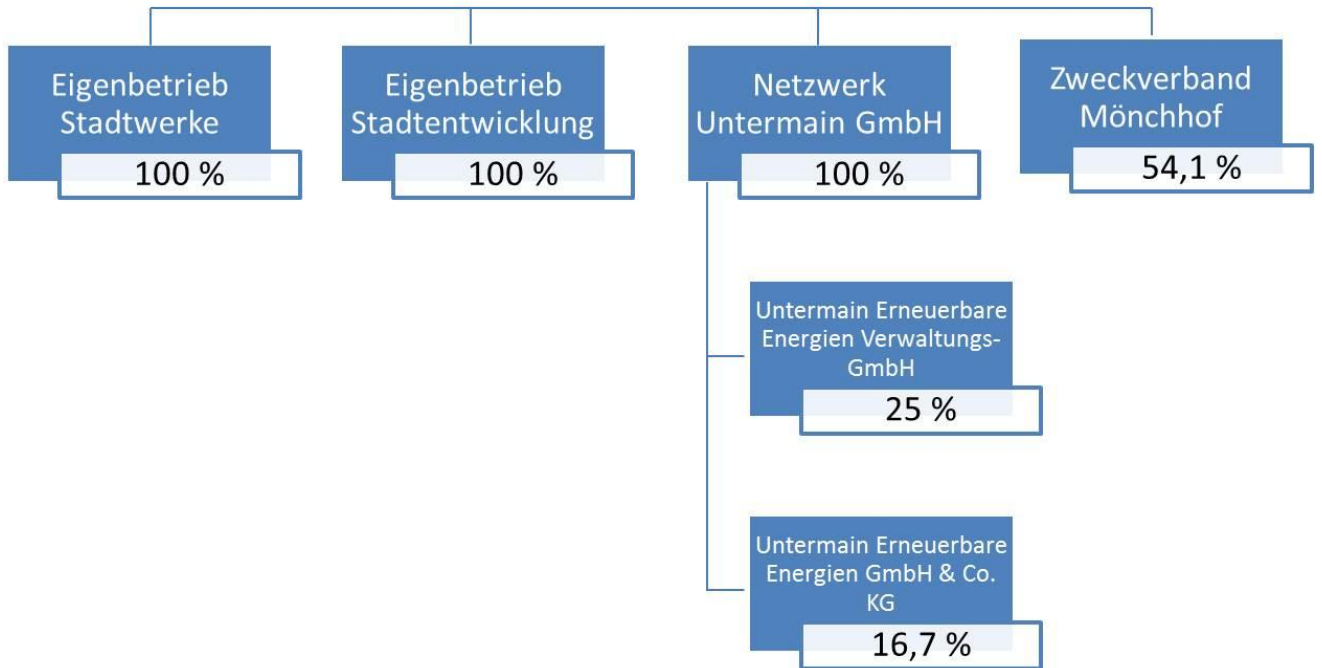 Eigenbetrieb
Stadtwerke
100 %
Eigenbetrieb
Stadtentwicklung
100 %
Netzwerk
Untermain GmbH
100 %
Zweckverband
Mönchhof
54,1 %
Untermain Erneuerbare
Energien Verwaltungs-
GmbH
25 %
Untermain Erneuerbare
Energien GmbH & Co.
KG
16,7 %